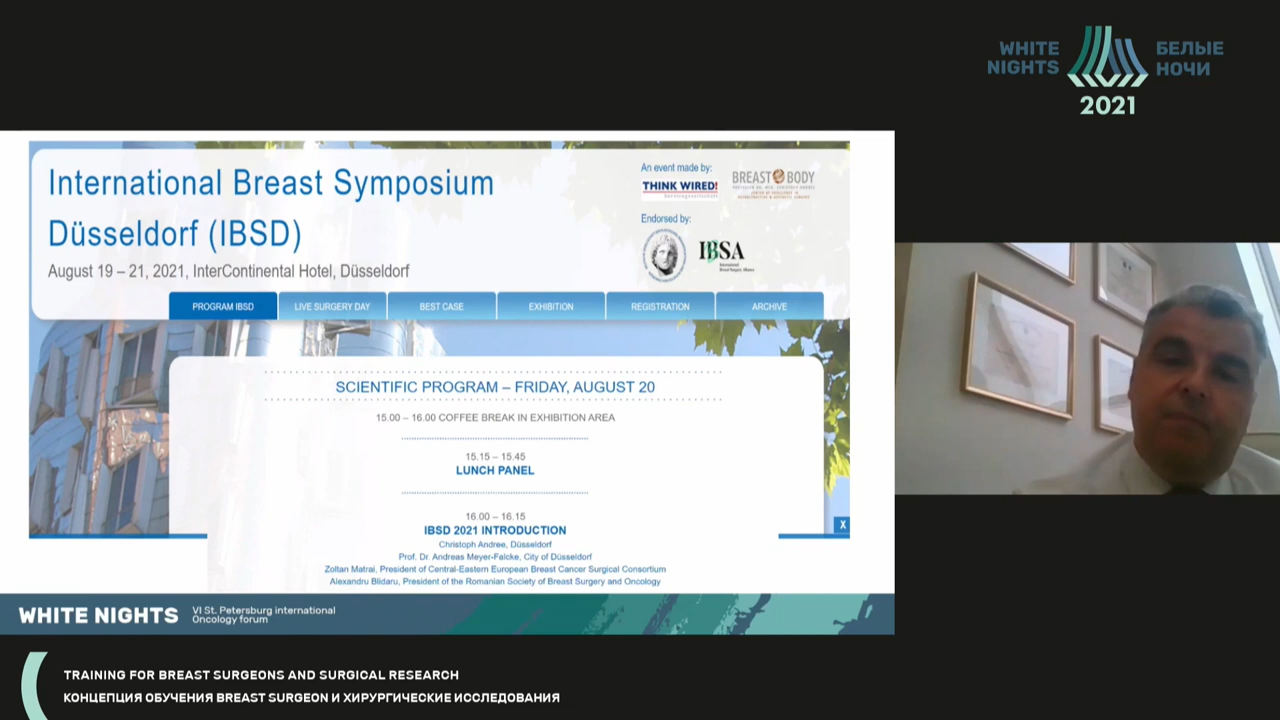 WHITE NIGHTS
БЕЛЫЕ НОЧИ
2021
International Breast Symposium
Düsseldorf (IBSD)
August 19 – 21, 2021, InterContinental Hotel, Düsseldorf
An event made by:
THINK WIRED!
BREAST BODY
Endorsed by:
IBSA
PROGRAM IBSD
LIVE SURGERY DAY
BEST CASE
EXHIBITION
REGISTRATION
ARCHIVE
SCIENTIFIC PROGRAM – FRIDAY, AUGUST 20
15.00 – 16.00 COFFEE BREAK IN EXHIBITION AREA
15.15 – 15.45
LUNCH PANEL
16.00 – 16.15
IBSD 2021 INTRODUCTION
Christoph Andree, Düsseldorf
Prof. Dr. Andreas Meyer-Falcke, City of Düsseldorf
Zoltan Matrai, President of Central-Eastern European Breast Cancer Surgical Consortium
Alexandru Blidaru, President of the Romanian Society of Breast Surgery and Oncology
X
WHITE NIGHTS
VI St. Petersburg international
Oncology forum
TRAINING FOR BREAST SURGEONS AND SURGICAL RESEARCH
КОНЦЕПЦИЯ ОБУЧЕНИЯ BREAST SURGEON И ХИРУРГИЧЕСКИЕ ИССЛЕДОВАНИЯ